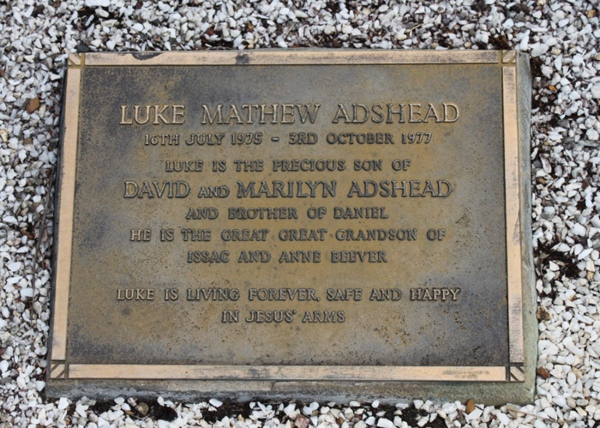 LUKE MATHEW ADSHEAD
16TH JULY 1975 - 3RD OCTOBER 1977
LUKE IS THE PRECIOUS SON OF
DAVID AND MARILYN ADSHEAD
AND BROTHER OF DANIEL
HE IS THE GREAT GREAT GRANDSON OF
ISSAC AND ANNE BEEVER
LUKE IS LIVING FOREVER, SAFE AND HAPPY
IN JESUS' ARMS